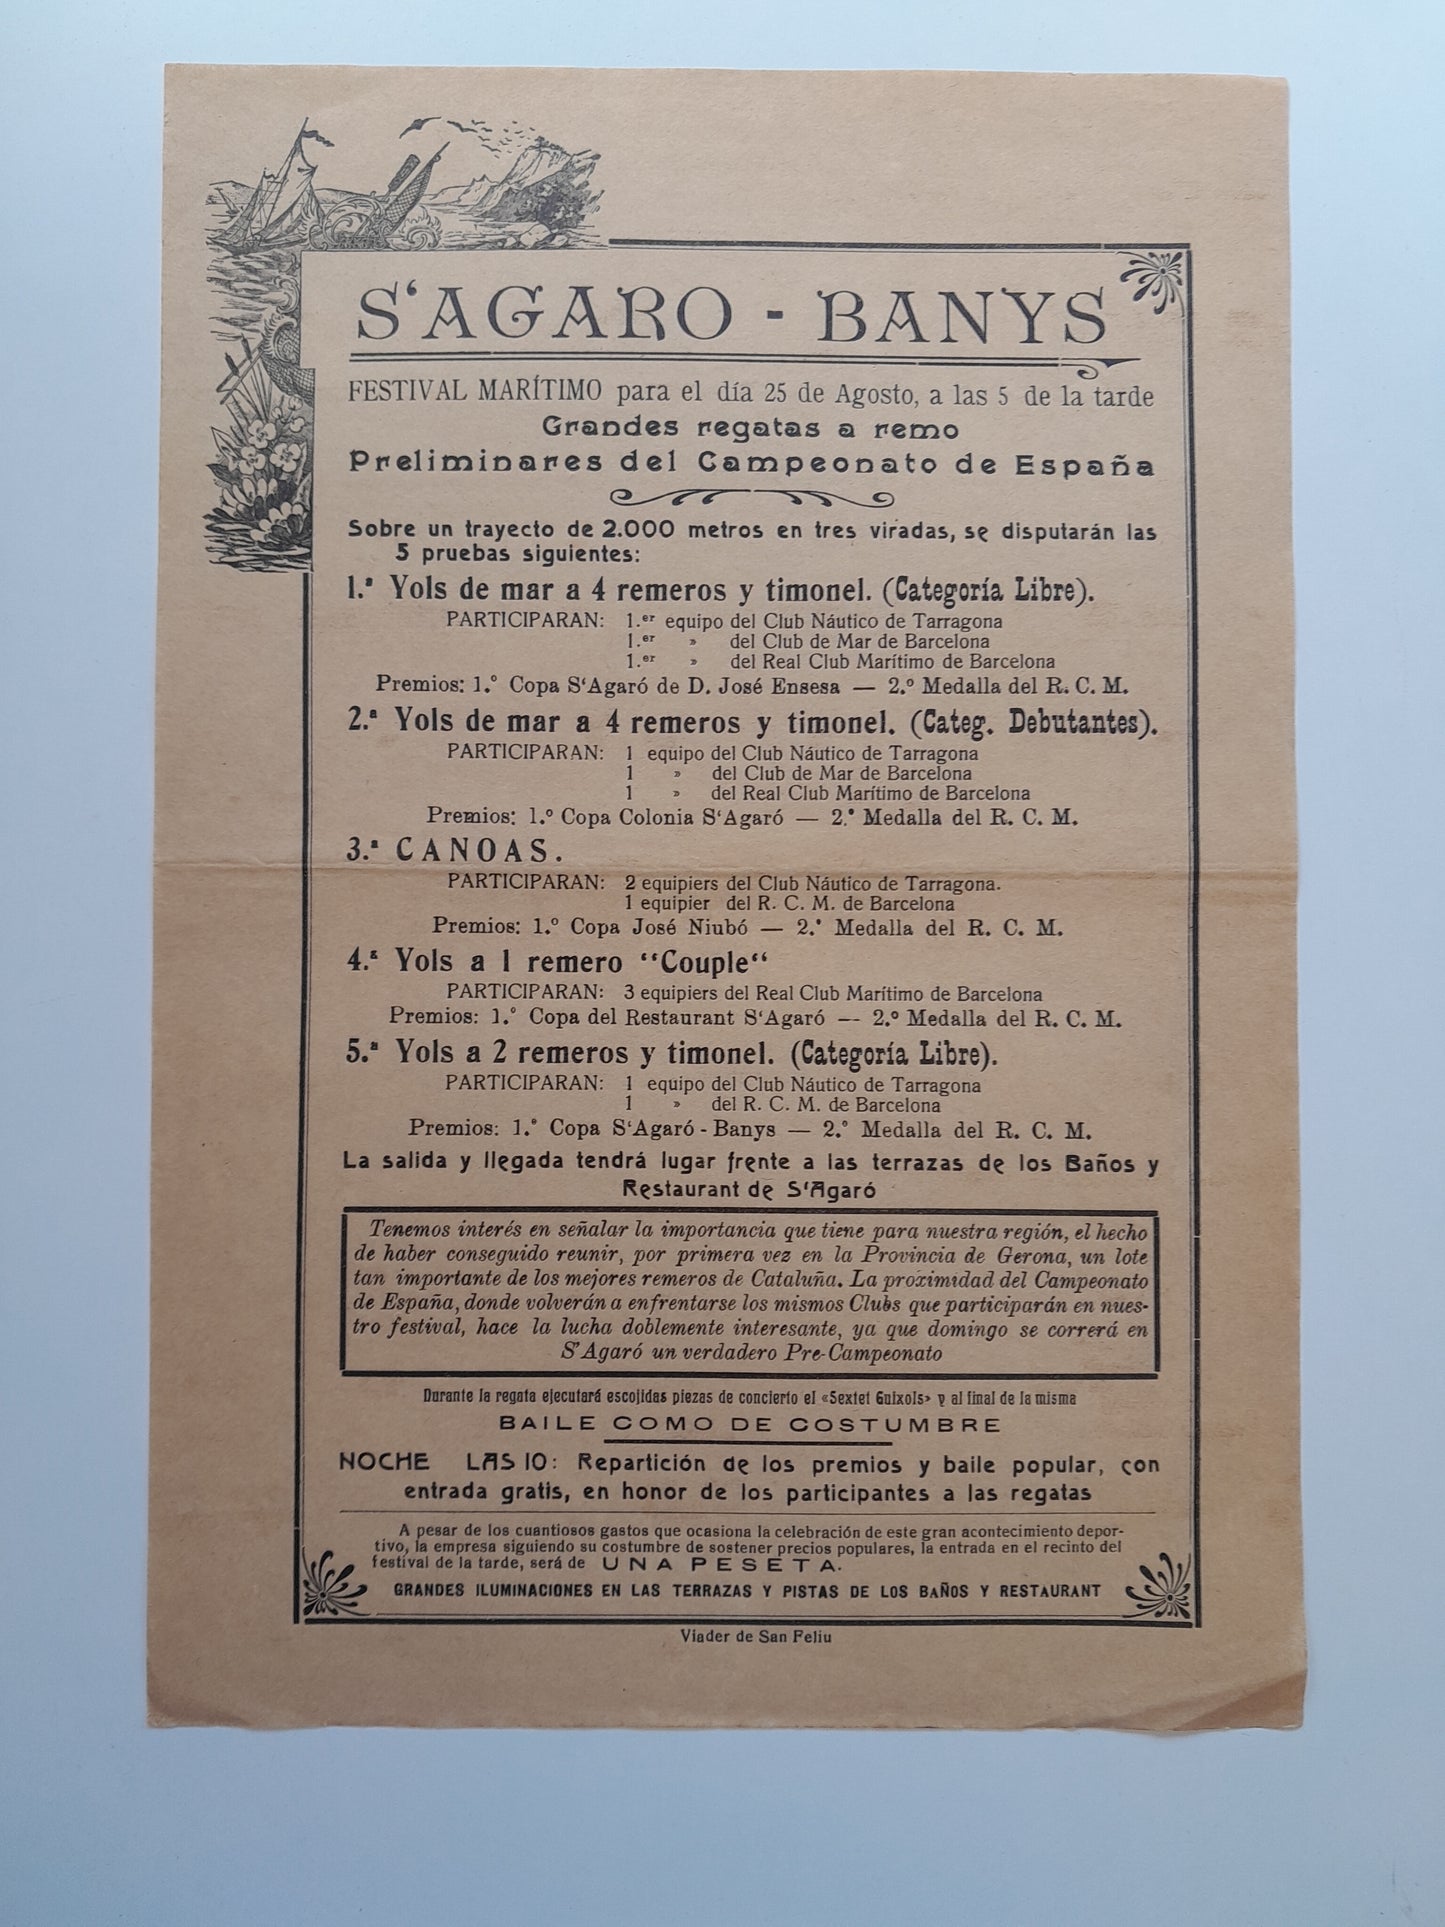 S'AGARO - BANYS
FESTIVAL MARÍTIMO para el día 25 de Agosto, a las 5 de la tarde
Grandes regatas a remo
Preliminares del Campeonato de España
Sobre un trayecto de 2.000 metros en tres viradas, se disputarán las
5 pruebas siguientes:
1.ª Yols de mar a 4 remeros y timonel. (Categoría Libre).
PARTICIPARAN: 1.er equipo del Club Náutico de Tarragona
1.er » del Club de Mar de Barcelona
1.er » del Real Club Marítimo de Barcelona
Premios: 1.º Copa S'Agaró de D. José Ensesa — 2.º Medalla del R. C. M.
2.ª Yols de mar a 4 remeros y timonel. (Categ. Debutantes).
PARTICIPARAN: 1 equipo del Club Náutico de Tarragona
1 » del Club de Mar de Barcelona
1 » del Real Club Marítimo de Barcelona
Premios: 1.º Copa Colonia S'Agaró — 2.º Medalla del R. C. M.
3.ª CANOAS.
PARTICIPARAN: 2 equipiers del Club Náutico de Tarragona.
1 equipier del R. C. M. de Barcelona
Premios: 1.º Copa José Niubó — 2.º Medalla del R. C. M.
4.ª Yols a 1 remero "Couple"
PARTICIPARAN: 3 equipiers del Real Club Marítimo de Barcelona
Premios: 1.º Copa del Restaurant S'Agaró — 2.º Medalla del R. C. M.
5.ª Yols a 2 remeros y timonel. (Categoría Libre).
PARTICIPARAN: 1 equipo del Club Náutico de Tarragona
1 » del R. C. M. de Barcelona
Premios: 1.º Copa S'Agaró - Banys — 2.º Medalla del R. C. M.
La salida y llegada tendrá lugar frente a las terrazas de los Baños y
Restaurant de S'Agaró
Tenemos interés en señalar la importancia que tiene para nuestra región, el hecho
de haber conseguido reunir, por primera vez en la Provincia de Gerona, un lote
tan importante de los mejores remeros de Cataluña. La proximidad del Campeonato
de España, donde volverán a enfrentarse los mismos Clubs que participarán en nues-
tro festival, hace la lucha doblemente interesante, ya que domingo se correrá en
S'Agaró un verdadero Pre-Campeonato
Durante la regata ejecutará escojidas piezas de concierto el «Sextet Guixols» y al final de la misma
BAILE COMO DE COSTUMBRE
NOCHE LAS 10: Repartición de los premios y baile popular, con
entrada gratis, en honor de los participantes a las regatas
A pesar de los cuantiosos gastos que ocasiona la celebración de este gran acontecimiento depor-
tivo, la empresa siguiendo su costumbre de sostener precios populares, la entrada en el recinto del
festival de la tarde, será de UNA PESETA.
GRANDES ILUMINACIONES EN LAS TERRAZAS Y PISTAS DE LOS BAÑOS Y RESTAURANT
Viader de San Feliu